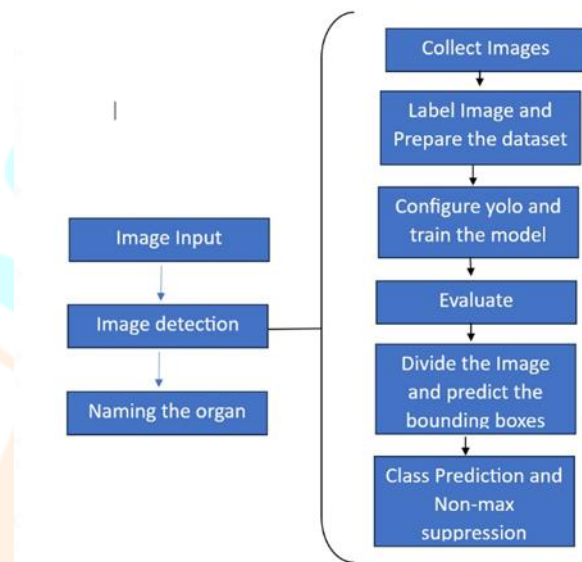 Image Input
Image detection
Naming the organ
Collect Images
Label Image and
Prepare the dataset
Configure yolo and
train the model
Evaluate
Divide the Image
and predict the
bounding boxes
Class Prediction and
Non-max
suppression